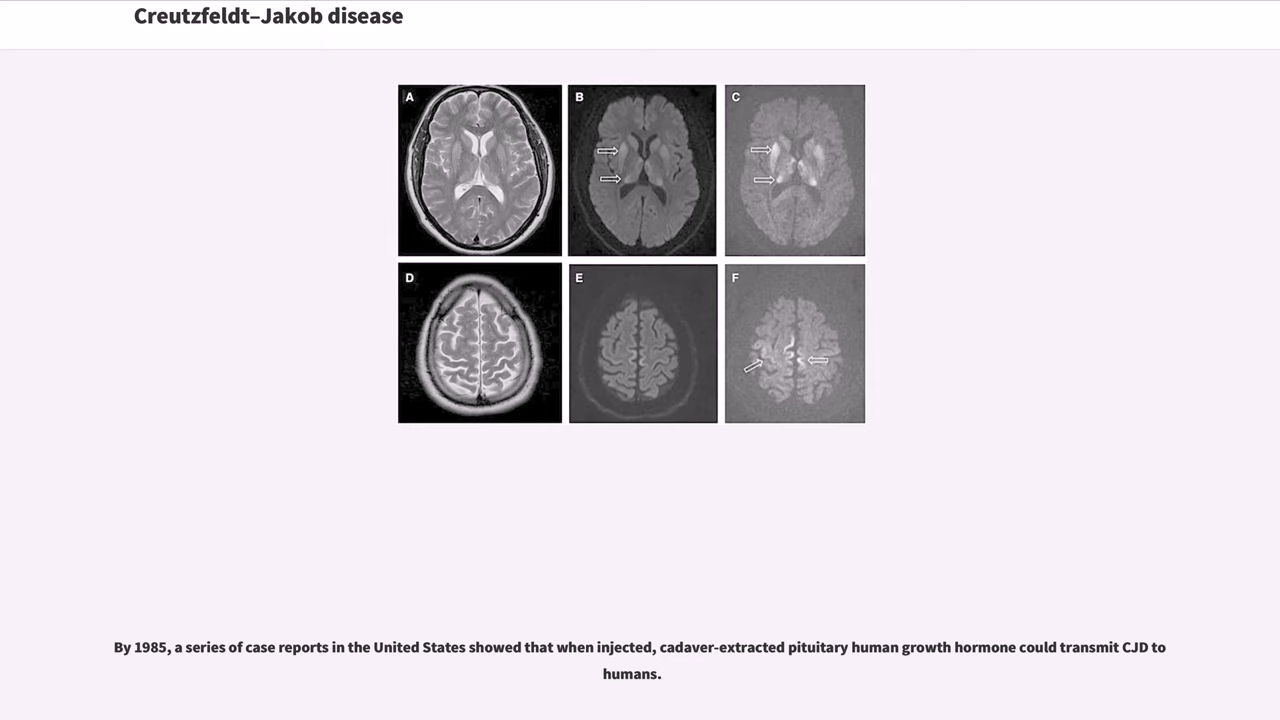 Creutzfeldt–Jakob disease
A
B
C
D
E
F
By 1985, a series of case reports in the United States showed that when injected, cadaver-extracted pituitary human growth hormone could transmit CJD to
humans.